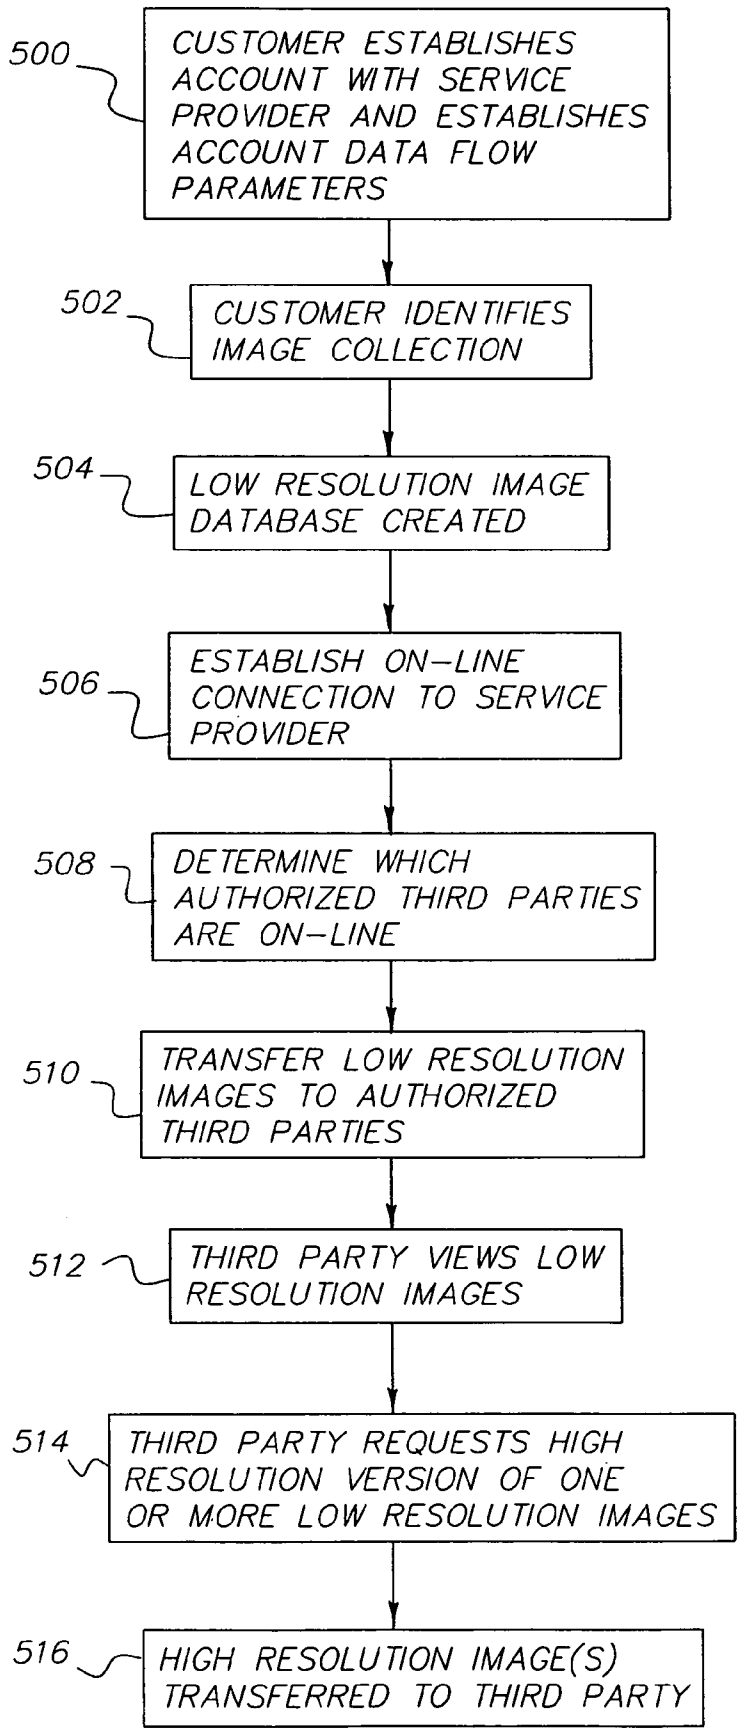 500
CUSTOMER ESTABLISHES
ACCOUNT WITH SERVICE
PROVIDER AND ESTABLISHES
ACCOUNT DATA FLOW
PARAMETERS
502
CUSTOMER IDENTIFIES
IMAGE COLLECTION
504
LOW RESOLUTION IMAGE
DATABASE CREATED
506
ESTABLISH ON-LINE
CONNECTION TO SERVICE
PROVIDER
508
DETERMINE WHICH
AUTHORIZED THIRD PARTIES
ARE ON-LINE
510
TRANSFER LOW RESOLUTION
IMAGES TO AUTHORIZED
THIRD PARTIES
512
THIRD PARTY VIEWS LOW
RESOLUTION IMAGES
514
THIRD PARTY REQUESTS HIGH
RESOLUTION VERSION OF ONE
OR MORE LOW RESOLUTION IMAGES
516
HIGH RESOLUTION IMAGE(S)
TRANSFERRED TO THIRD PARTY